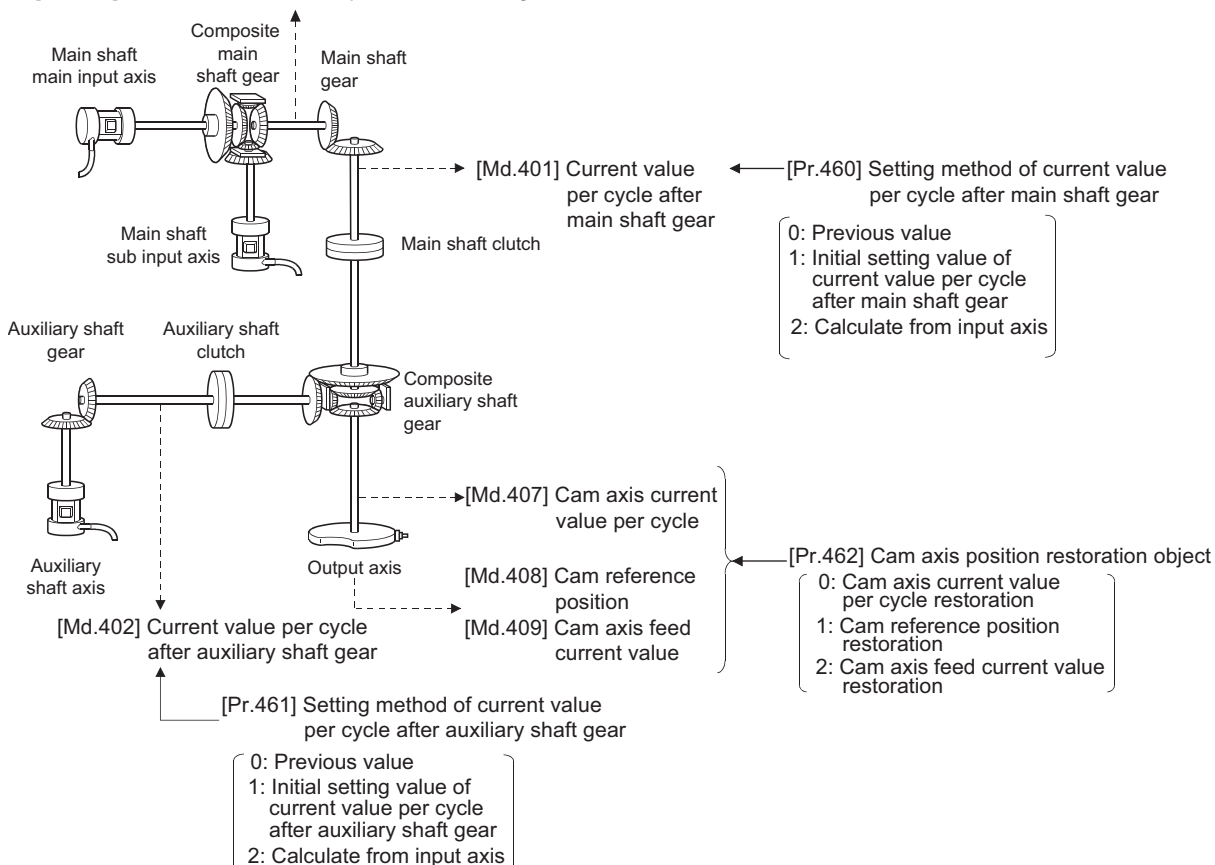 Main shaft
main input axis
Composite
main
shaft gear
Main shaft
gear
[Md.401] Current value
per cycle after
main shaft gear
[Pr.460] Setting method of current value
per cycle after main shaft gear
0: Previous value
1: Initial setting value of
current value per cycle
after main shaft gear
2: Calculate from input axis
Main shaft
sub input axis
Main shaft clutch
Auxiliary shaft
gear
Auxiliary shaft
clutch
Composite
auxiliary shaft
gear
Auxiliary
shaft axis
Output axis
[Md.407] Cam axis current
value per cycle
[Md.408] Cam reference
position
[Md.409] Cam axis feed
current value
[Pr.462] Cam axis position restoration object
0: Cam axis current value
per cycle restoration
1: Cam reference position
restoration
2: Cam axis feed current value
restoration
[Md.402] Current value per cycle
after auxiliary shaft gear
[Pr.461] Setting method of current value
per cycle after auxiliary shaft gear
0: Previous value
1: Initial setting value of
current value per cycle
after auxiliary shaft gear
2: Calculate from input axis